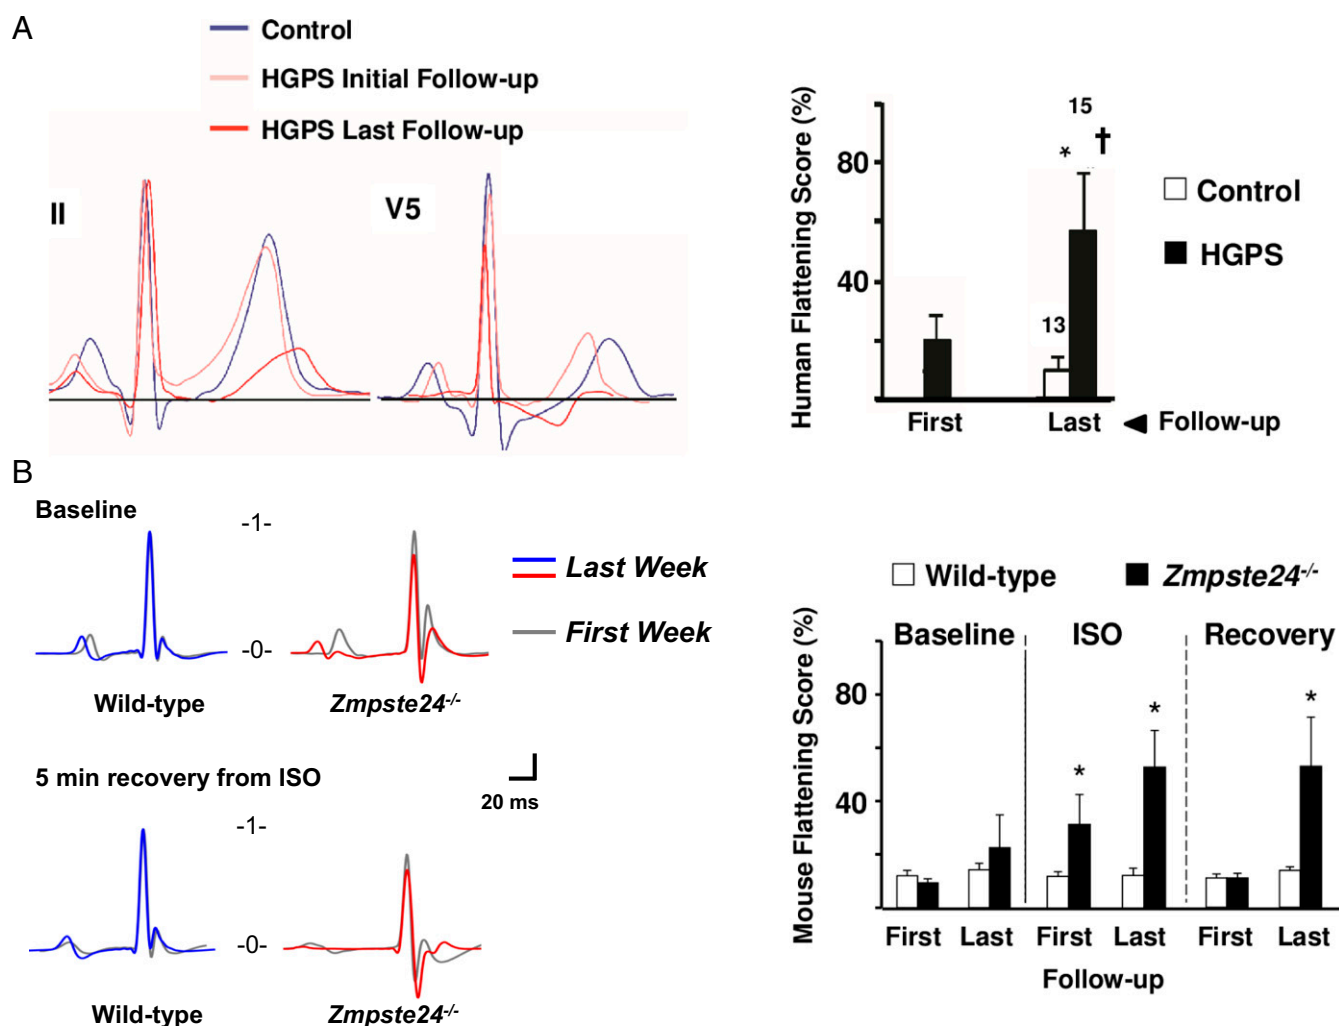 A
Control
HGPS Initial Follow-up
HGPS Last Follow-up
II
V5
Human Flattening Score (%)
80
40
15
* †
13
Control
HGPS
First
Last
◄ Follow-up
B
Baseline
-1-
-0-
Wild-type
Zmpste24-/-
Last Week
First Week
5 min recovery from ISO
20 ms
-1-
-0-
Wild-type
Zmpste24-/-
Wild-type
Zmpste24-/-
Mouse Flattening Score (%)
Baseline
ISO
Recovery
80
40
*
*
*
First Last First Last First Last
Follow-up